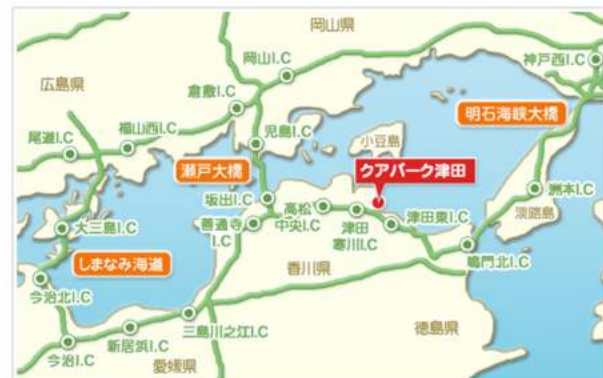 岡山県
神戸西I.C
岡山I.C
広島県
倉敷I.C
明石海峡大橋
福山西I.C
尾道I.C
児島I.C
小豆島
瀬戸大橋
クアパーク津田
洲本I.C
坂出I.C
高松
中央I.C
津田
寒川I.C
津田東I.C
淡路島
善通寺
I.C
大三島I.C
鳴門北I.C
しまなみ海道
香川県
今治北I.C
三島川之江I.C
徳島県
新居浜I.C
今治I.C
愛媛県